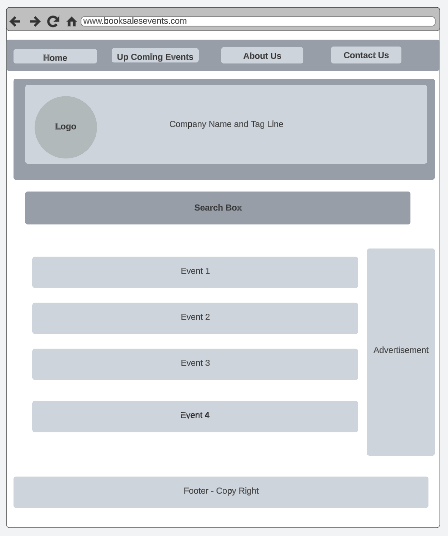 www.booksalesevents.com
Home
Up Coming Events
About Us
Contact Us
Logo
Company Name and Tag Line
Search Box
Event 1
Event 2
Event 3
Event 4
Advertisement
Footer - Copy Right